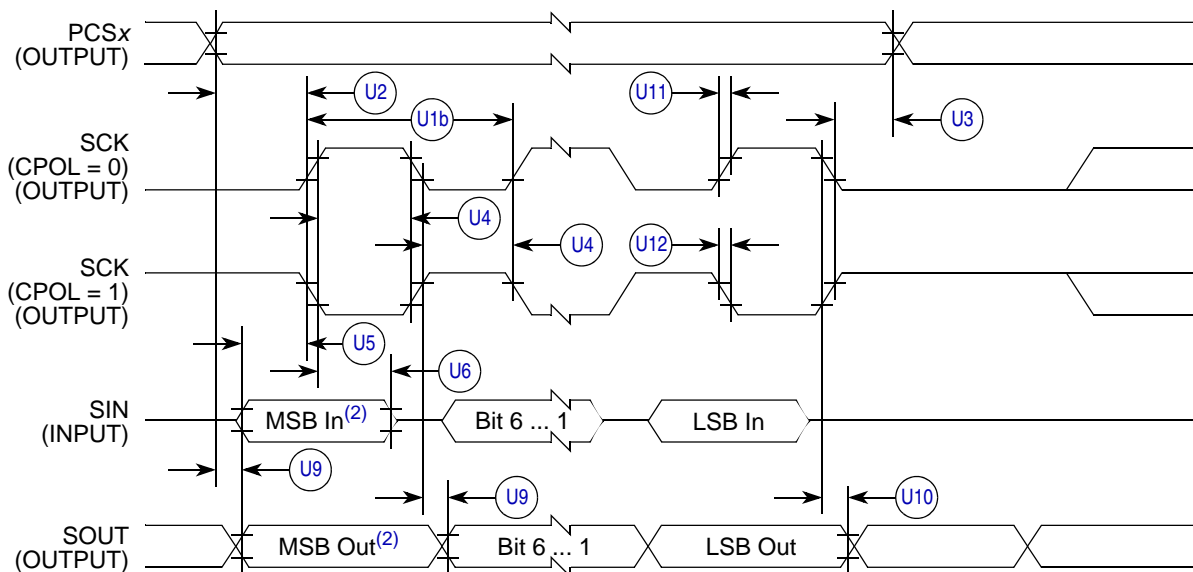 PCSx
(OUTPUT)
U2
U11
U1b
U3
SCK
(CPOL = 0)
(OUTPUT)
U4
U4
U12
SCK
(CPOL = 1)
(OUTPUT)
U5
U6
SIN
(INPUT)
MSB In(2)
Bit 6 ... 1
LSB In
U9
U9
U10
SOUT
(OUTPUT)
MSB Out(2)
Bit 6 ... 1
LSB Out